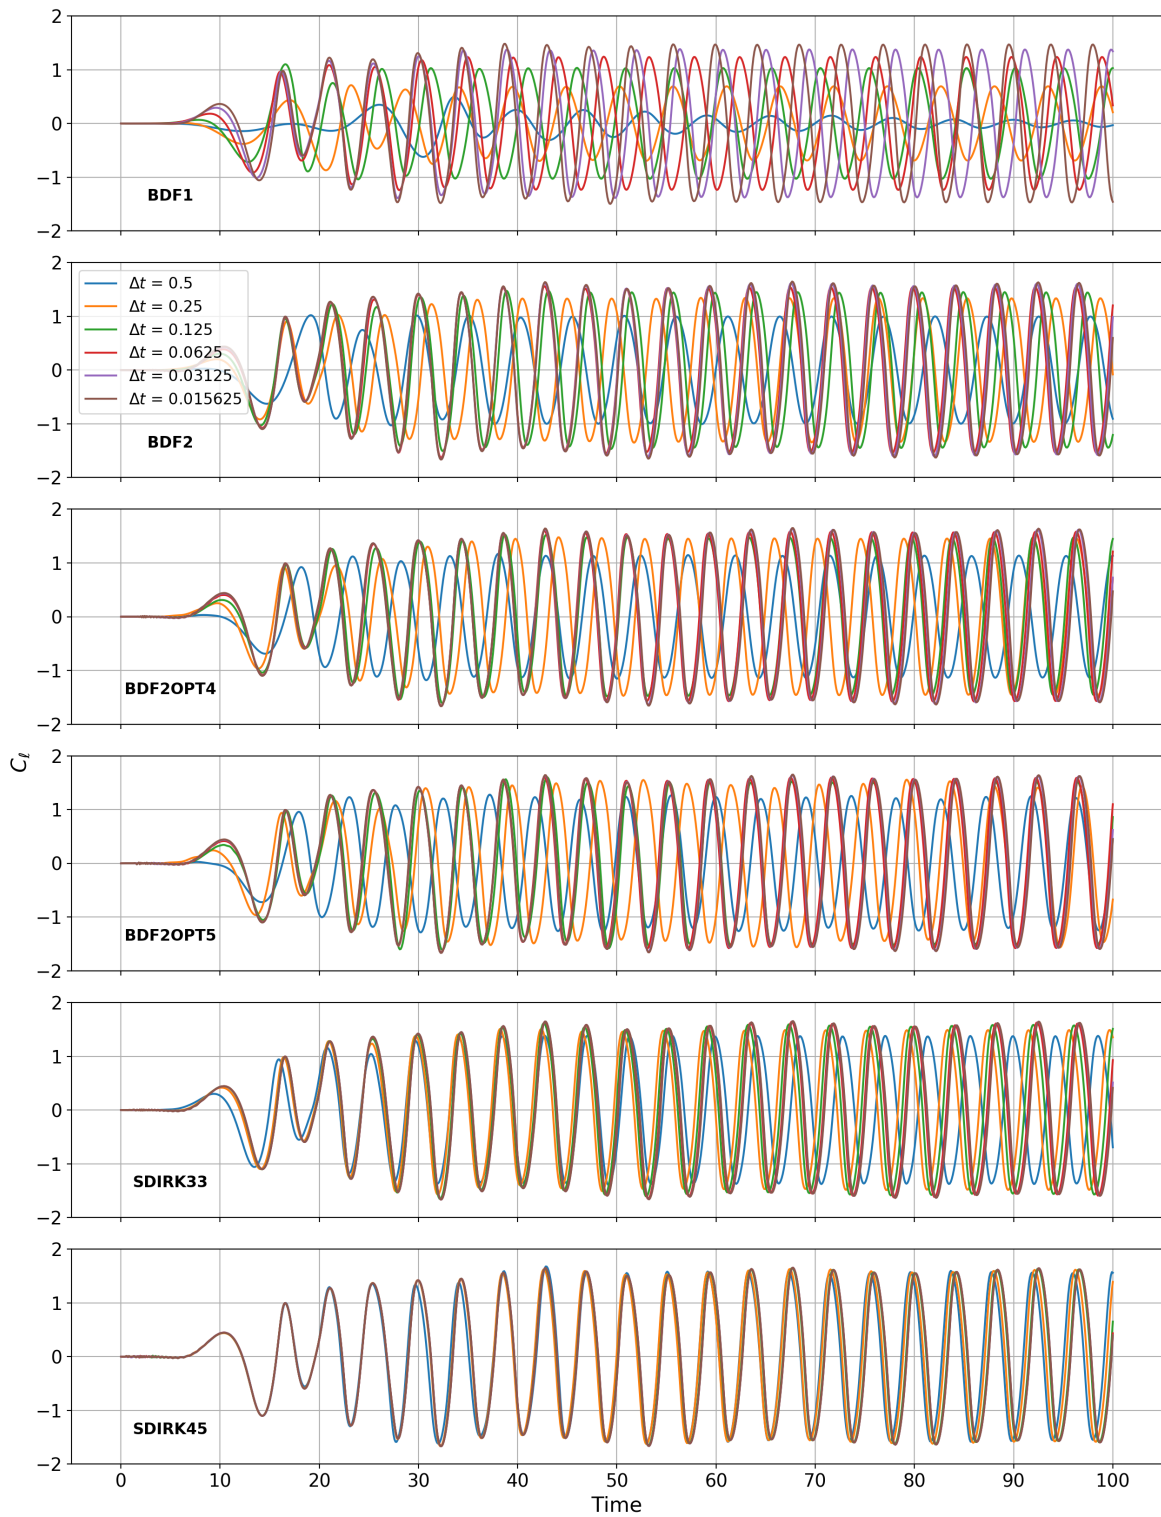 2
1
0
−1
−2
BDF1
2
1
0
−1
−2
Δt = 0.5
Δt = 0.25
Δt = 0.125
Δt = 0.0625
Δt = 0.03125
Δt = 0.015625
BDF2
2
1
0
−1
−2
BDF2OPT4
Cℓ
2
1
0
−1
−2
BDF2OPT5
2
1
0
−1
−2
SDIRK33
2
1
0
−1
−2
SDIRK45
0 10 20 30 40 50 60 70 80 90 100
Time